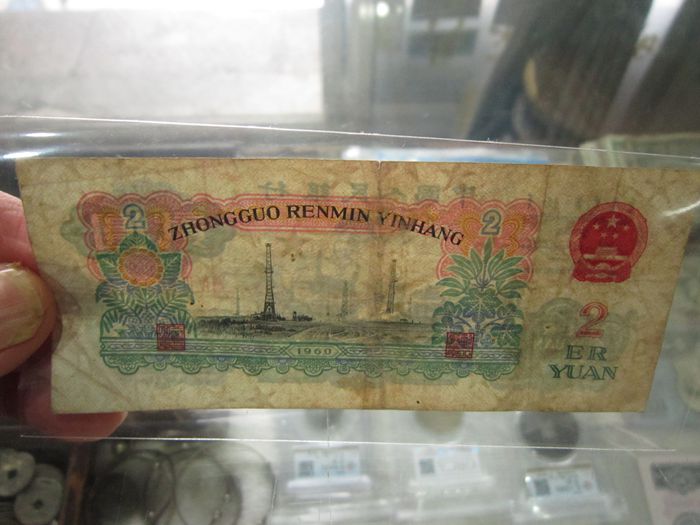 2
ZHONGGUO RENMIN YINHANG
2
2
ER
YUAN
1960